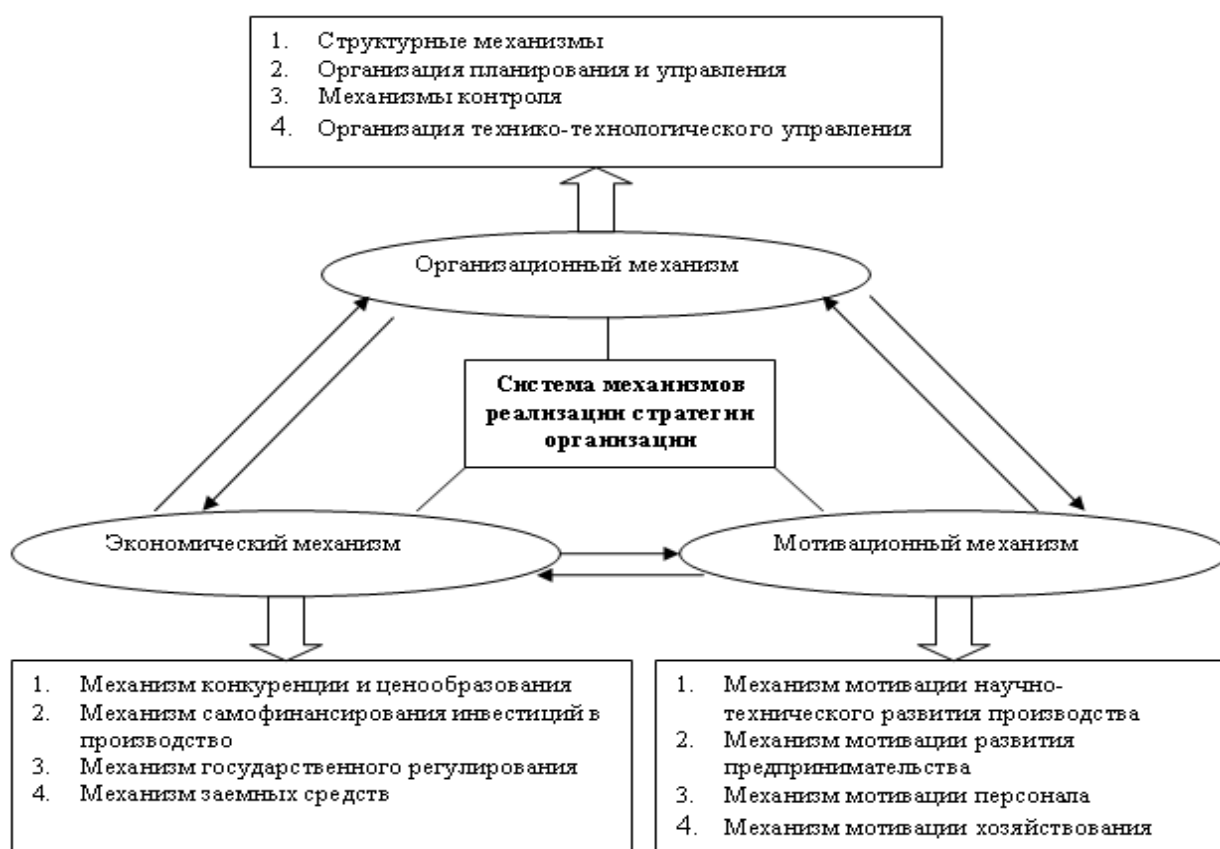 1. Структурные механизмы
2. Организация планирования и управления
3. Механизмы контроля
4. Организация технико-технологического управления
Организационный механизм
Система механизмов
реализации стратегии
организации
Экономический механизм
Мотивационный механизм
1. Механизм конкуренции и ценообразования
2. Механизм самофинансирования инвестиций в
производство
3. Механизм государственного регулирования
4. Механизм заемных средств
1. Механизм мотивации научно-
технического развития производства
2. Механизм мотивации развития
предпринимательства
3. Механизм мотивации персонала
4. Механизм мотивации хозяйствования